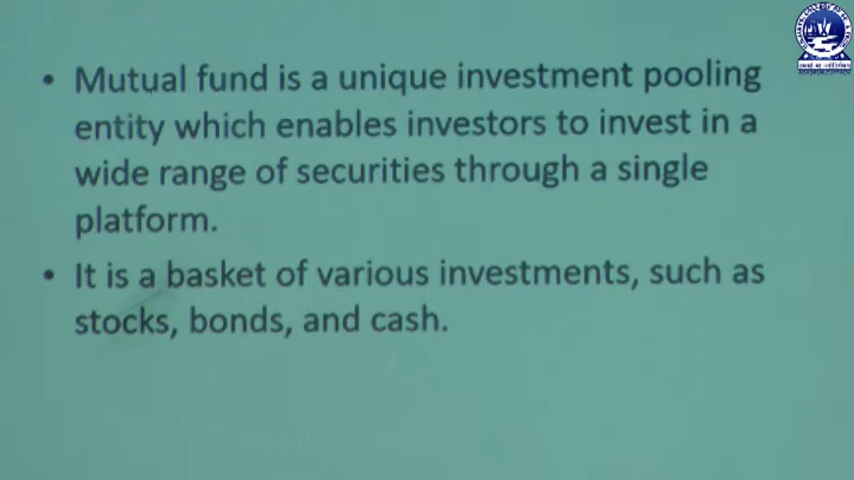 • Mutual fund is a unique investment pooling
entity which enables investors to invest in a
wide range of securities through a single
platform.
• It is a basket of various investments, such as
stocks, bonds, and cash.